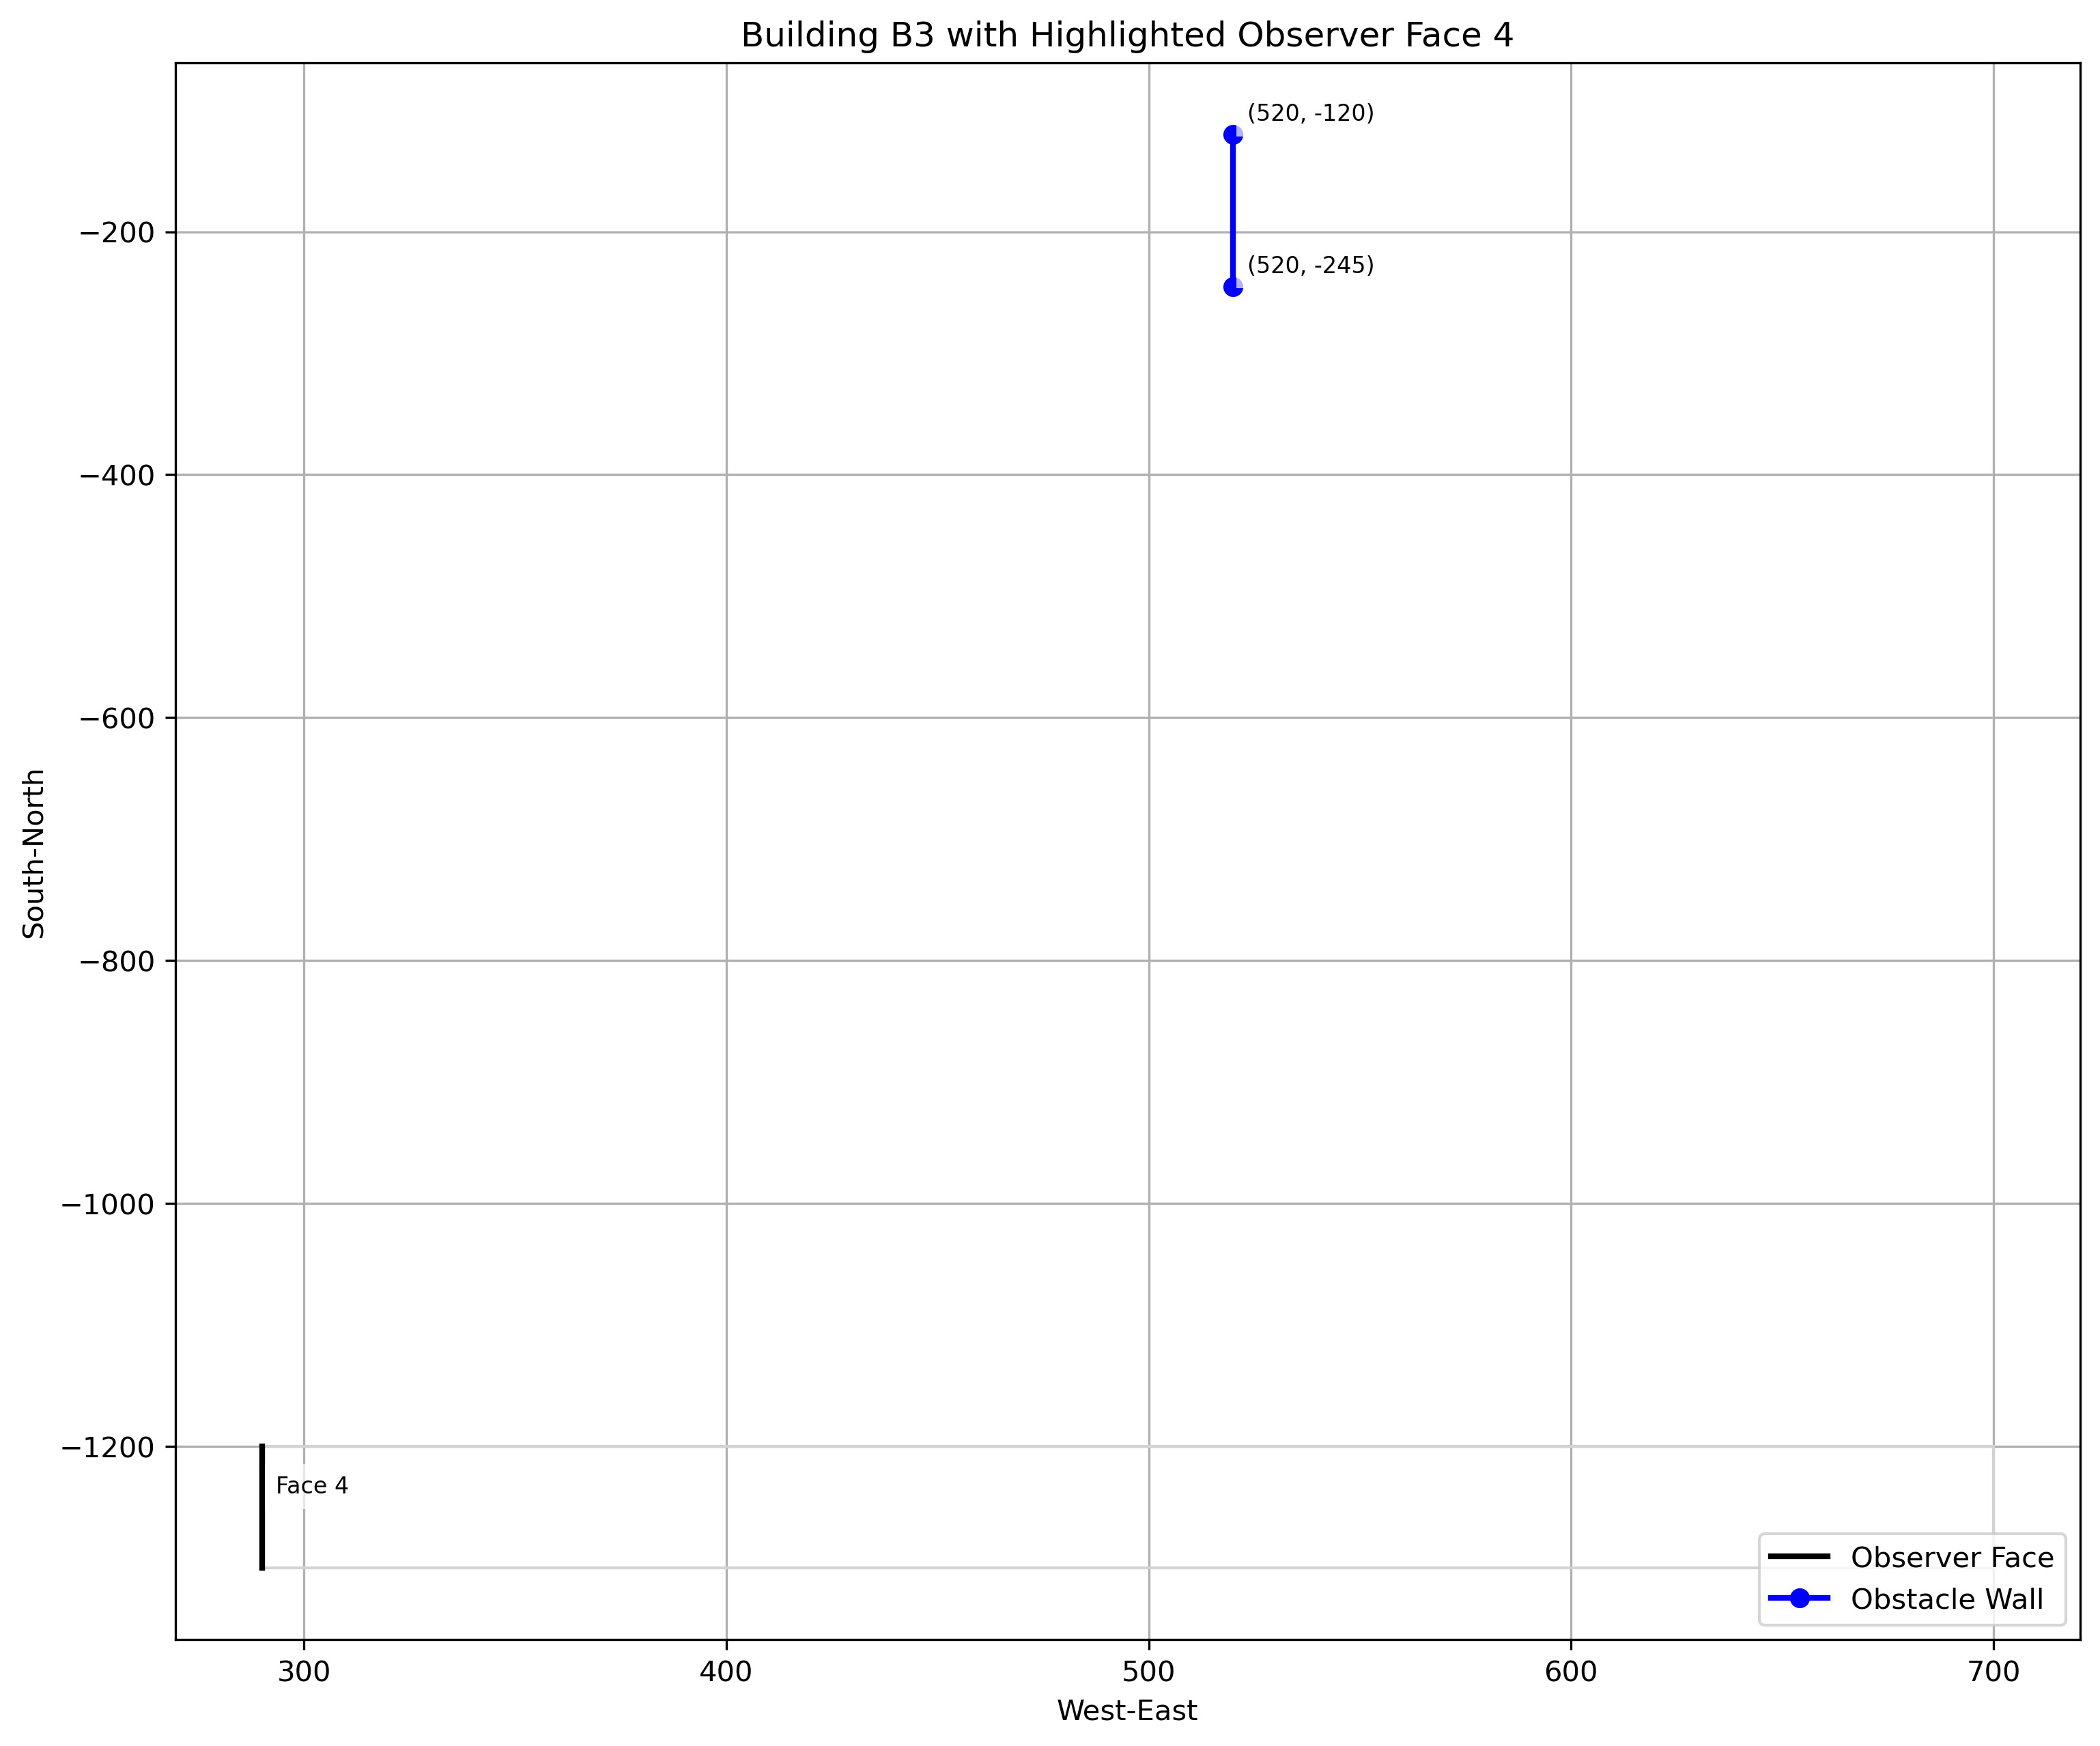 Building B3 with Highlighted Observer Face 4
(520, -120)
−200
(520, -245)
−400
−600
South-North
−800
−1000
−1200
Face 4
Observer Face
Obstacle Wall
300
400
500
600
700
West-East